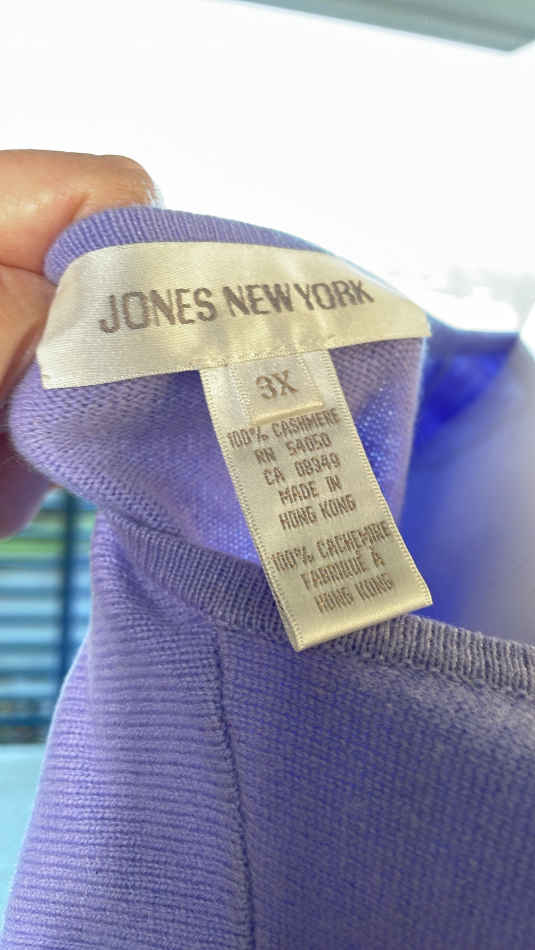 JONES NEW YORK
3X
100% CASHMERE
RN 54050
CA 08349
MADE IN
HONG KONG
100% CACHEMIRE
FABRIQUÉ À
HONG KONG